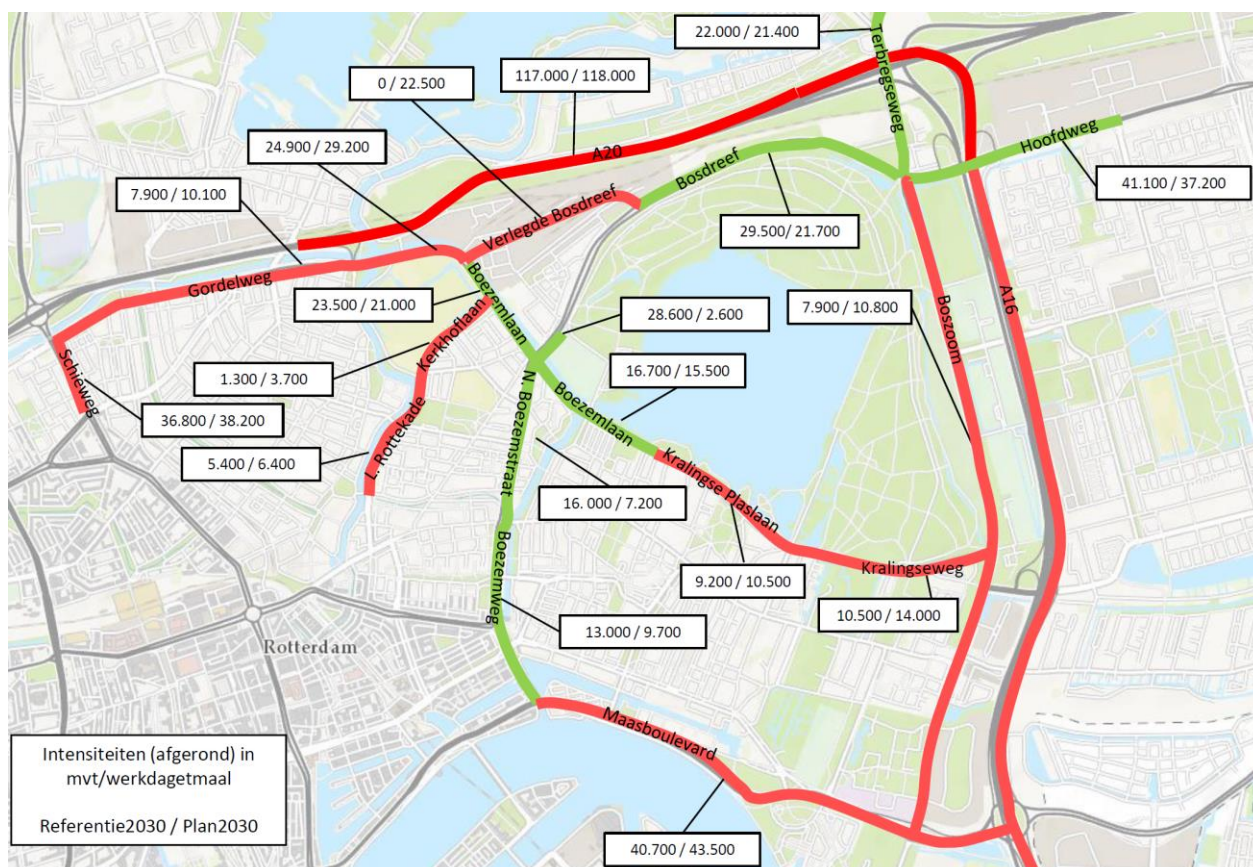 22.000 / 21.400
Terbregseweg
117.000 / 118.000
0 / 22.500
24.900 / 29.200
A20
Bosdreef
Hoofdweg
7.900 / 10.100
41.100 / 37.200
Verlegde Bosdreef
29.500/ 21.700
Gordelweg
Boezemlaan
23.500 / 21.000
28.600 / 2.600
7.900 / 10.800
Boszoom
A16
Kerkhoflaan
1.300 / 3.700
16.700 / 15.500
Schieweg
N. Boezemstraat
Boezemlaan
36.800 / 38.200
L. Rottekade
5.400 / 6.400
Kralingse Plaslaan
16. 000 / 7.200
Kralingseweg
9.200 / 10.500
Boezemweg
10.500 / 14.000
13.000 / 9.700
Rotterdam
Maasboulevard
Intensiteiten (afgerond) in
mvt/werkdagetmaal
Referentie2030 / Plan2030
40.700 / 43.500